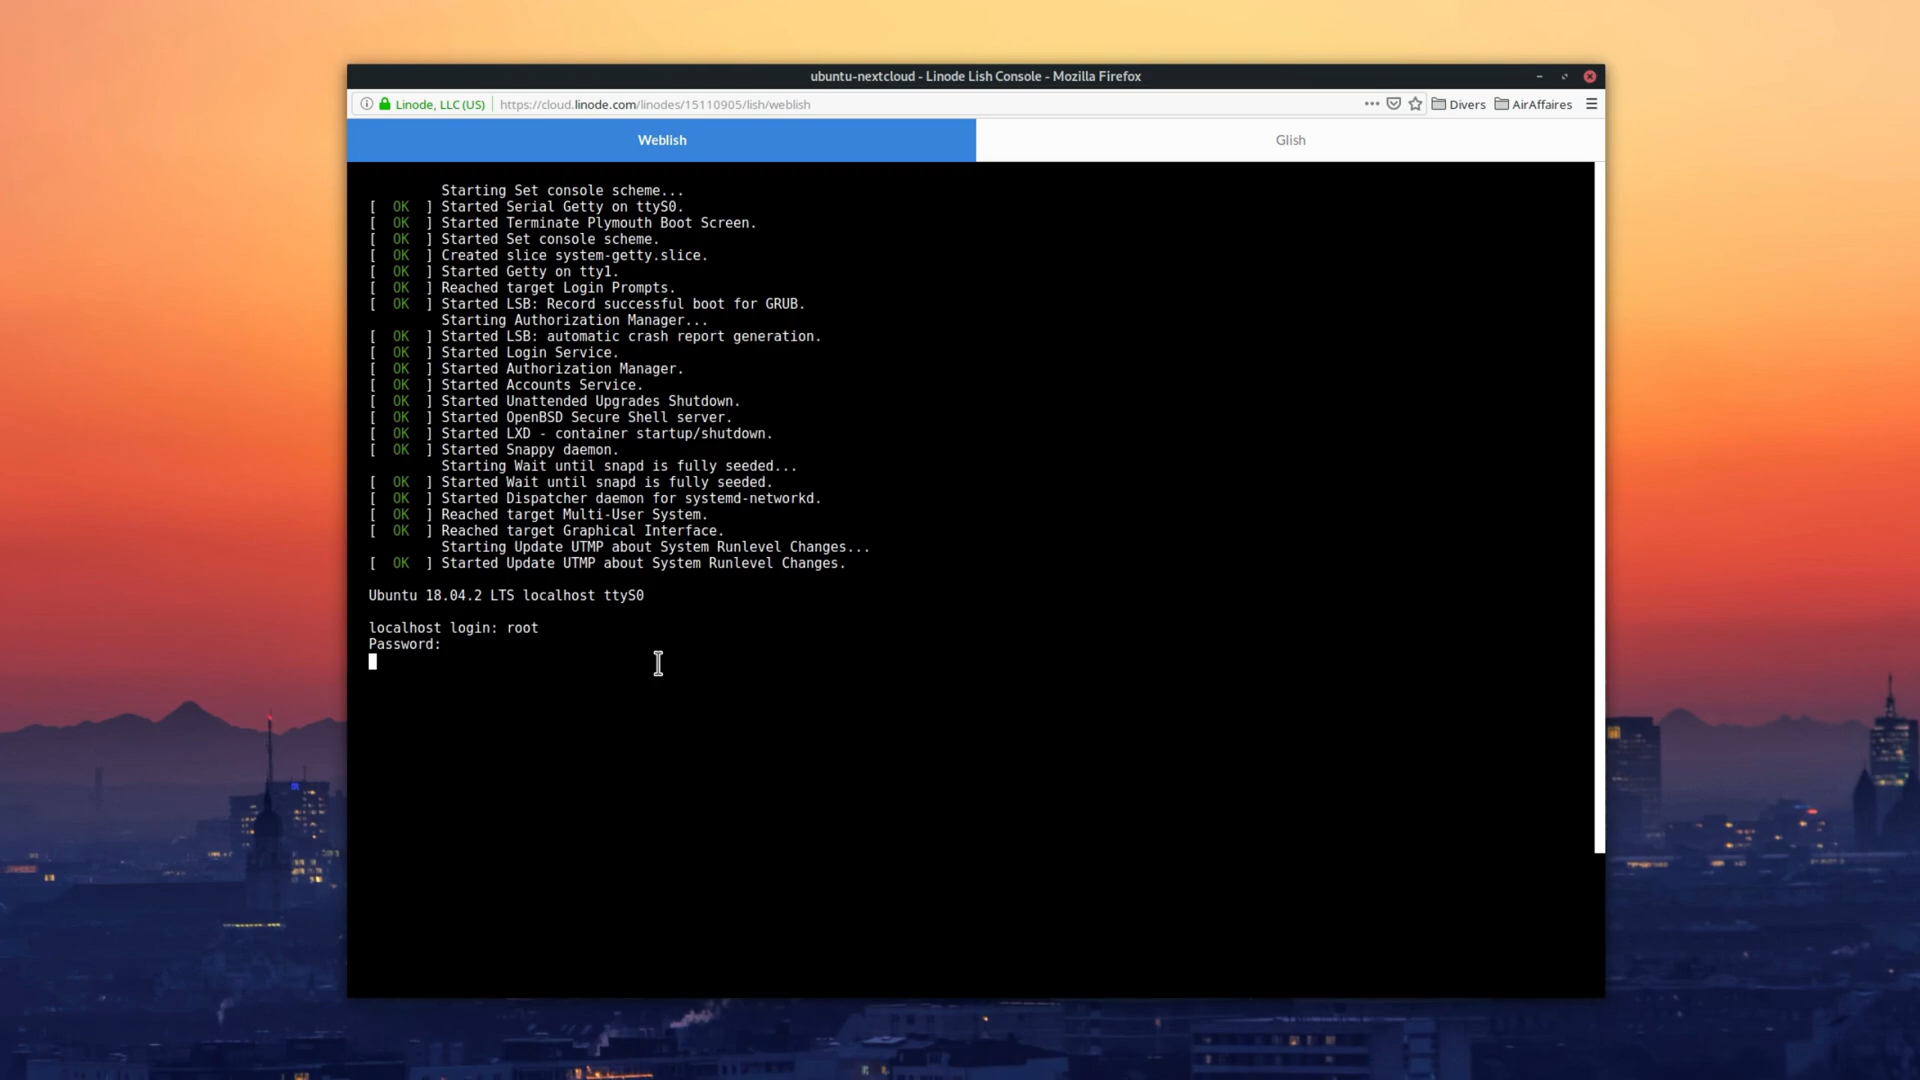 ubuntu-nextcloud - Linode Lish Console - Mozilla Firefox
Linode, LLC (US) https://cloud.linode.com/linodes/15110905/lish/weblish Divers AirAffaires
Weblish Glish
Starting Set console scheme...
[ OK ] Started Serial Getty on ttyS0.
[ OK ] Started Terminate Plymouth Boot Screen.
[ OK ] Started Set console scheme.
[ OK ] Created slice system-getty.slice.
[ OK ] Started Getty on tty1.
[ OK ] Reached target Login Prompts.
[ OK ] Started LSB: Record successful boot for GRUB.
Starting Authorization Manager...
[ OK ] Started LSB: automatic crash report generation.
[ OK ] Started Login Service.
[ OK ] Started Authorization Manager.
[ OK ] Started Accounts Service.
[ OK ] Started Unattended Upgrades Shutdown.
[ OK ] Started OpenBSD Secure Shell server.
[ OK ] Started LXD - container startup/shutdown.
[ OK ] Started Snappy daemon.
Starting Wait until snapd is fully seeded...
[ OK ] Started Wait until snapd is fully seeded.
[ OK ] Started Dispatcher daemon for systemd-networkd.
[ OK ] Reached target Multi-User System.
[ OK ] Reached target Graphical Interface.
Starting Update UTMP about System Runlevel Changes...
[ OK ] Started Update UTMP about System Runlevel Changes.
Ubuntu 18.04.2 LTS localhost ttyS0
localhost login: root
Password: